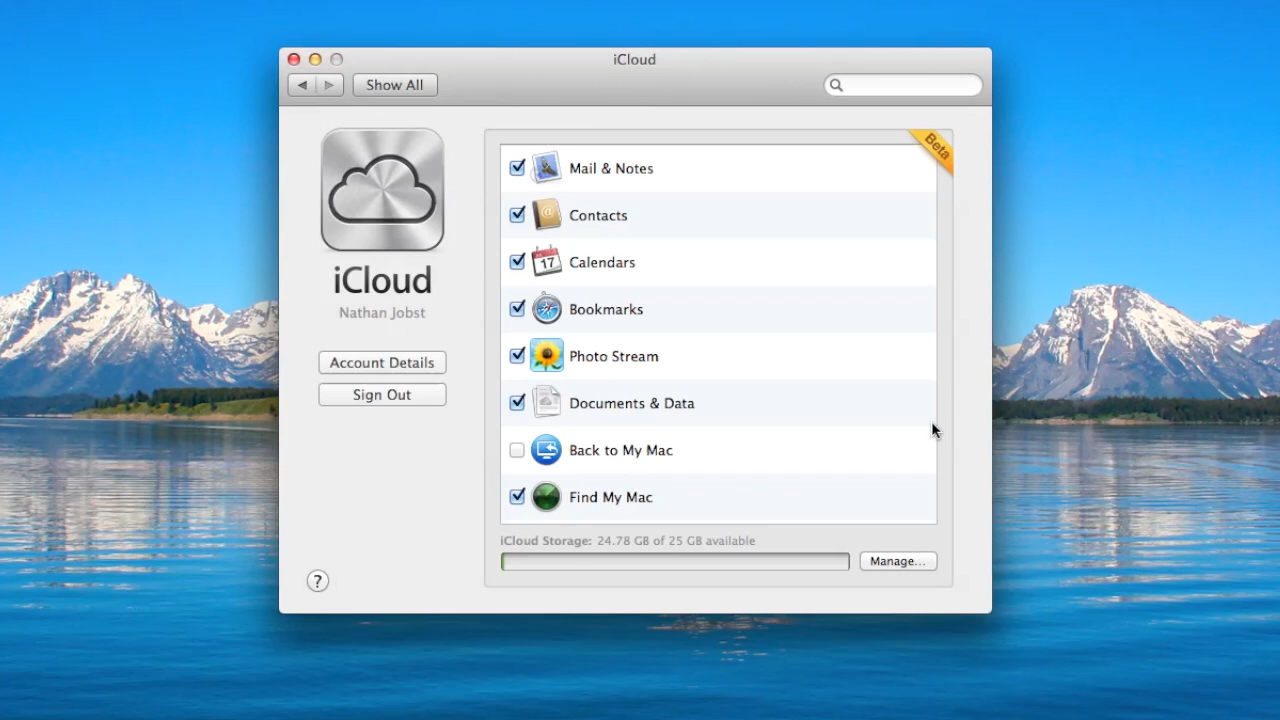 iCloud
Show All
Beta
Mail & Notes
Contacts
17
Calendars
Bookmarks
Photo Stream
Documents & Data
Back to My Mac
Find My Mac
iCloud
Nathan Jobst
Account Details
Sign Out
iCloud Storage: 24.78 GB of 25 GB available
Manage...
?